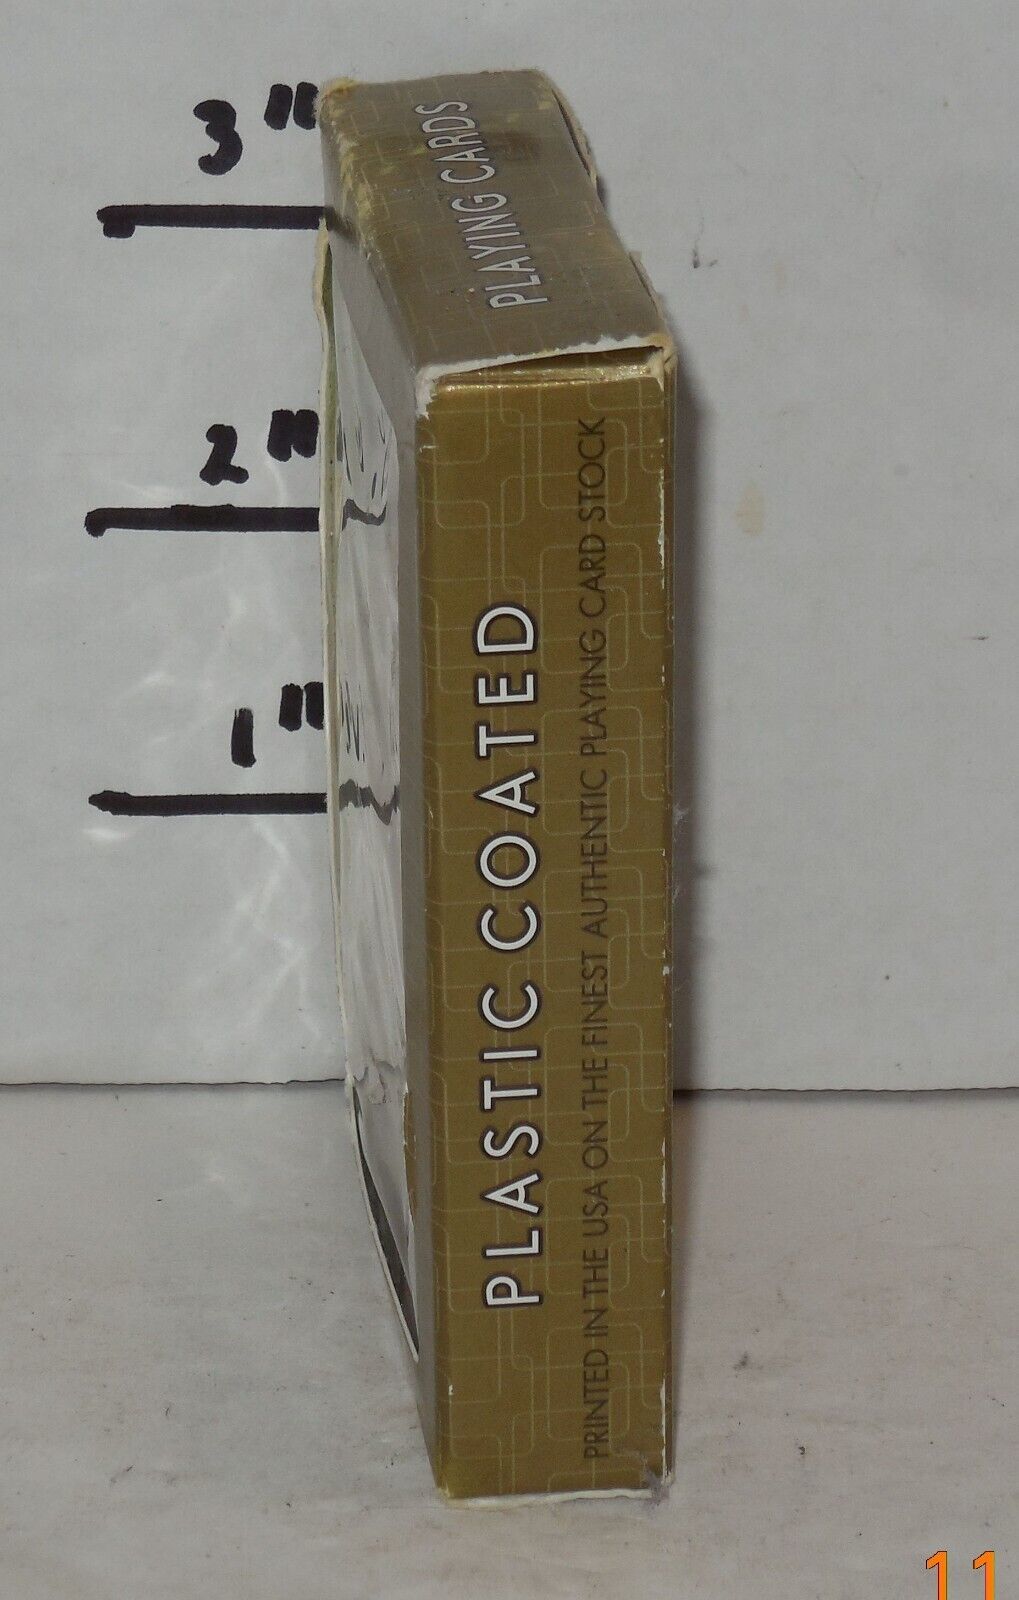 3"
2"
1"
PLAYING CARDS
PLASTIC COATED
PRINTED IN THE USA ON THE FINEST AUTHENTIC PLAYING CARD STOCK
11